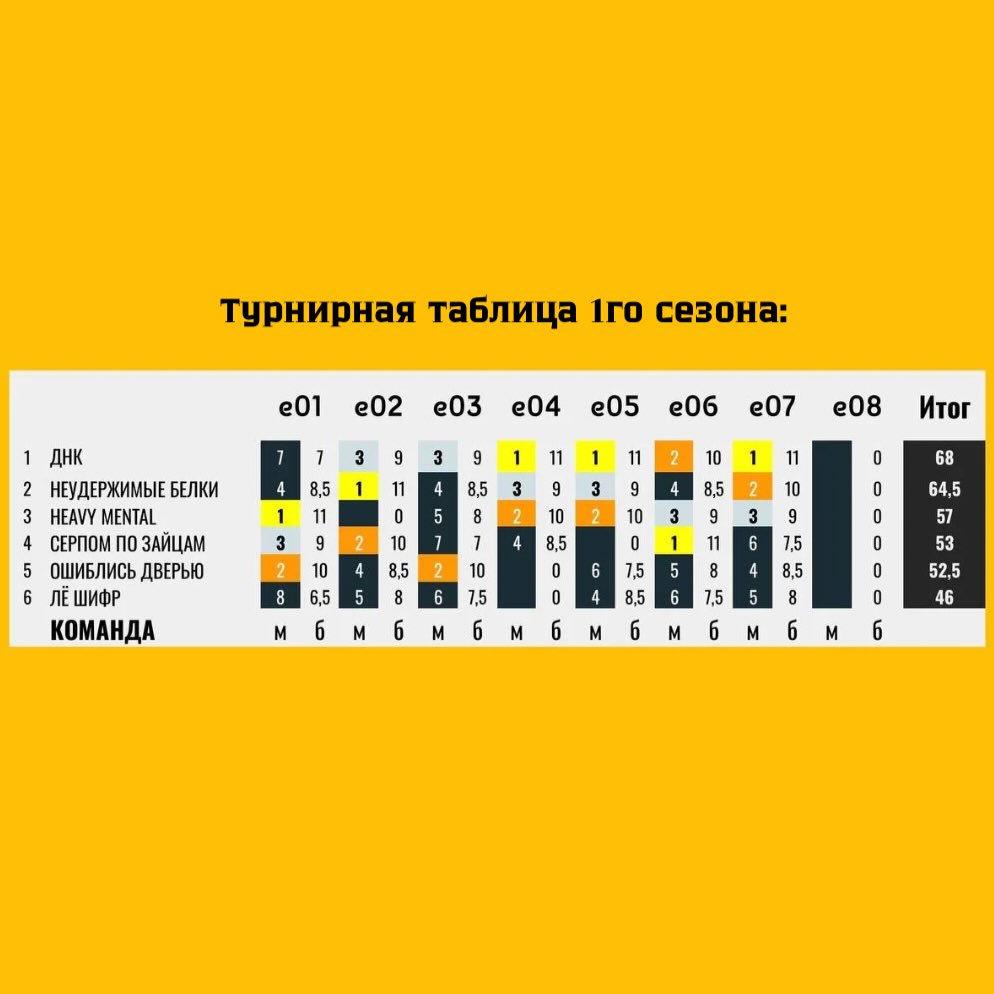 Турнирная таблица 1го сезона:
e01 e02 e03 e04 e05 e06 e07 e08 Итог
1 ДНК 7 7 3 9 3 9 1 11 1 11 2 10 1 11 0 68
2 НЕУДЕРЖИМЫЕ БЕЛКИ 4 8,5 1 11 4 8,5 3 9 3 9 4 8,5 2 10 0 64,5
3 HEAVY MENTAL 1 11 0 5 8 2 10 2 10 3 9 3 9 0 57
4 СЕРПОМ ПО ЗАЙЦАМ 3 9 2 10 7 7 4 8,5 0 1 11 6 7,5 0 53
5 ОШИБЛИСЬ ДВЕРЬЮ 2 10 4 8,5 2 10 0 6 7,5 5 8 4 8,5 0 52,5
6 ЛЁ ШИФР 8 6,5 5 8 6 7,5 0 4 8,5 6 7,5 5 8 0 46
КОМАНДА м б м б м б м б м б м б м б м б